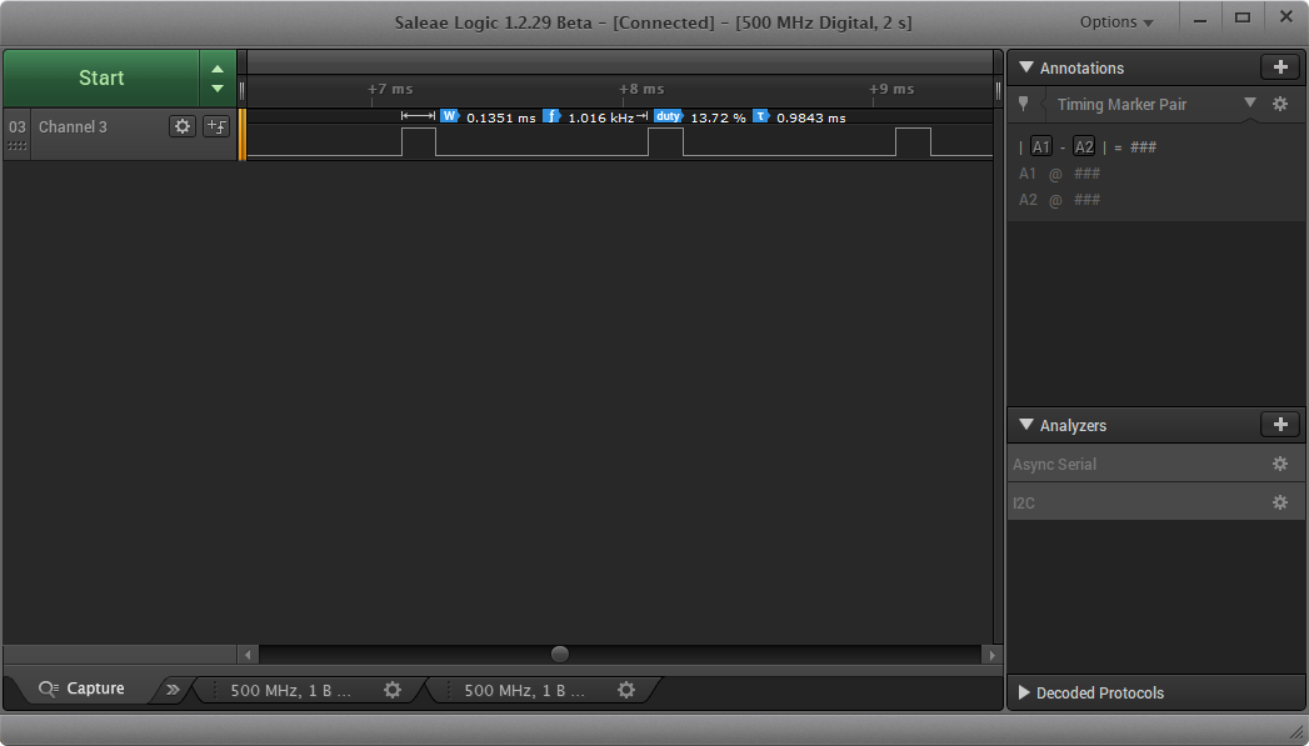 Saleae Logic 1.2.29 Beta – [Connected] – [500 MHz Digital, 2 s]
Options
Start
+7 ms
+8 ms
+9 ms
03
Channel 3
W 0.1351 ms f 1.016 kHz duty 13.72 % T 0.9843 ms
Annotations
Timing Marker Pair
| A1 - A2 | = ###
A1 @ ###
A2 @ ###
Analyzers
Async Serial
I2C
Decoded Protocols
Capture
500 MHz, 1 B ...
500 MHz, 1 B ...